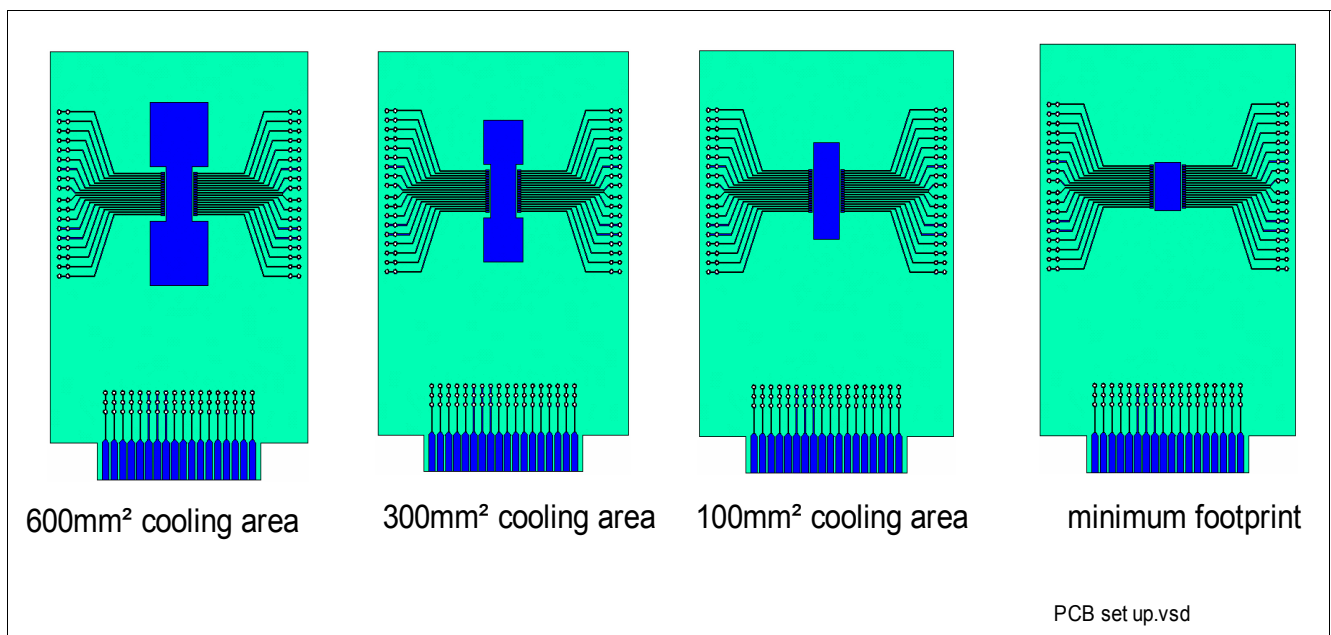 600mm² cooling area
300mm² cooling area
100mm² cooling area
minimum footprint
PCB set up.vsd